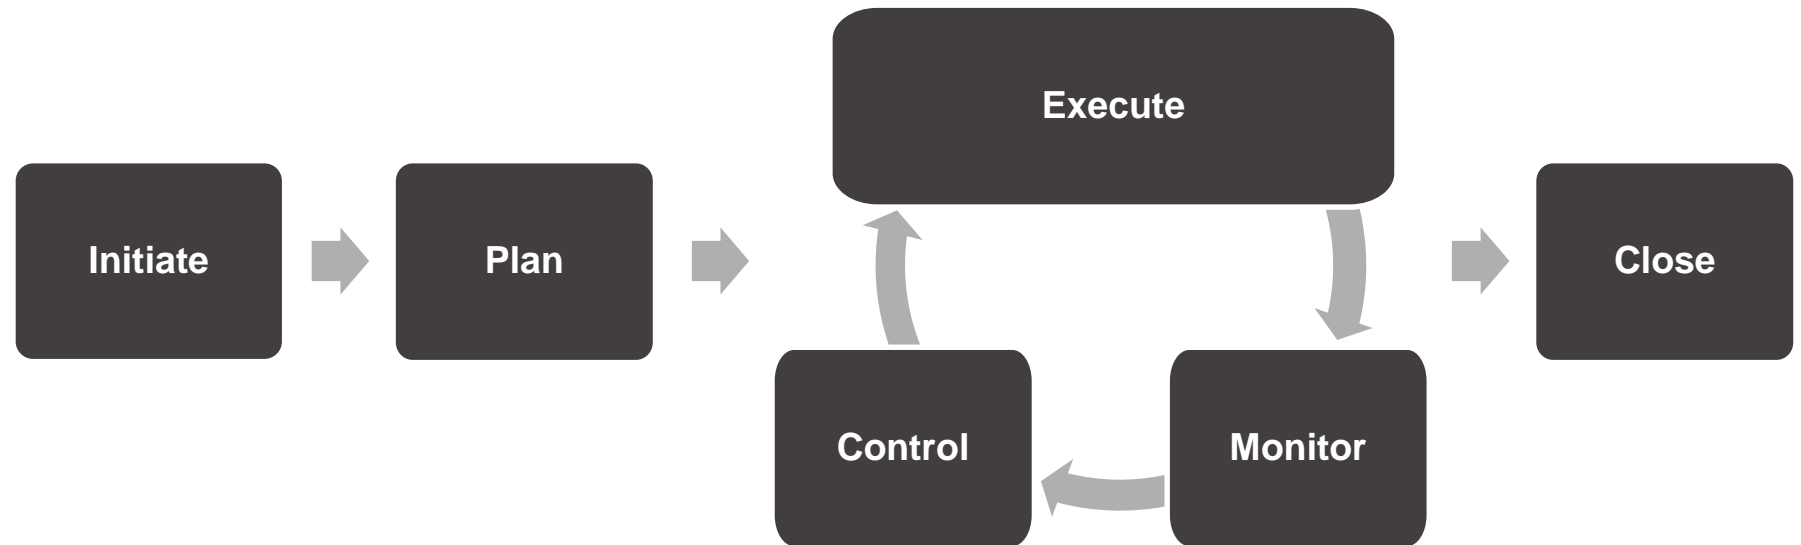 Initiate
Plan
Execute
Control
Monitor
Close